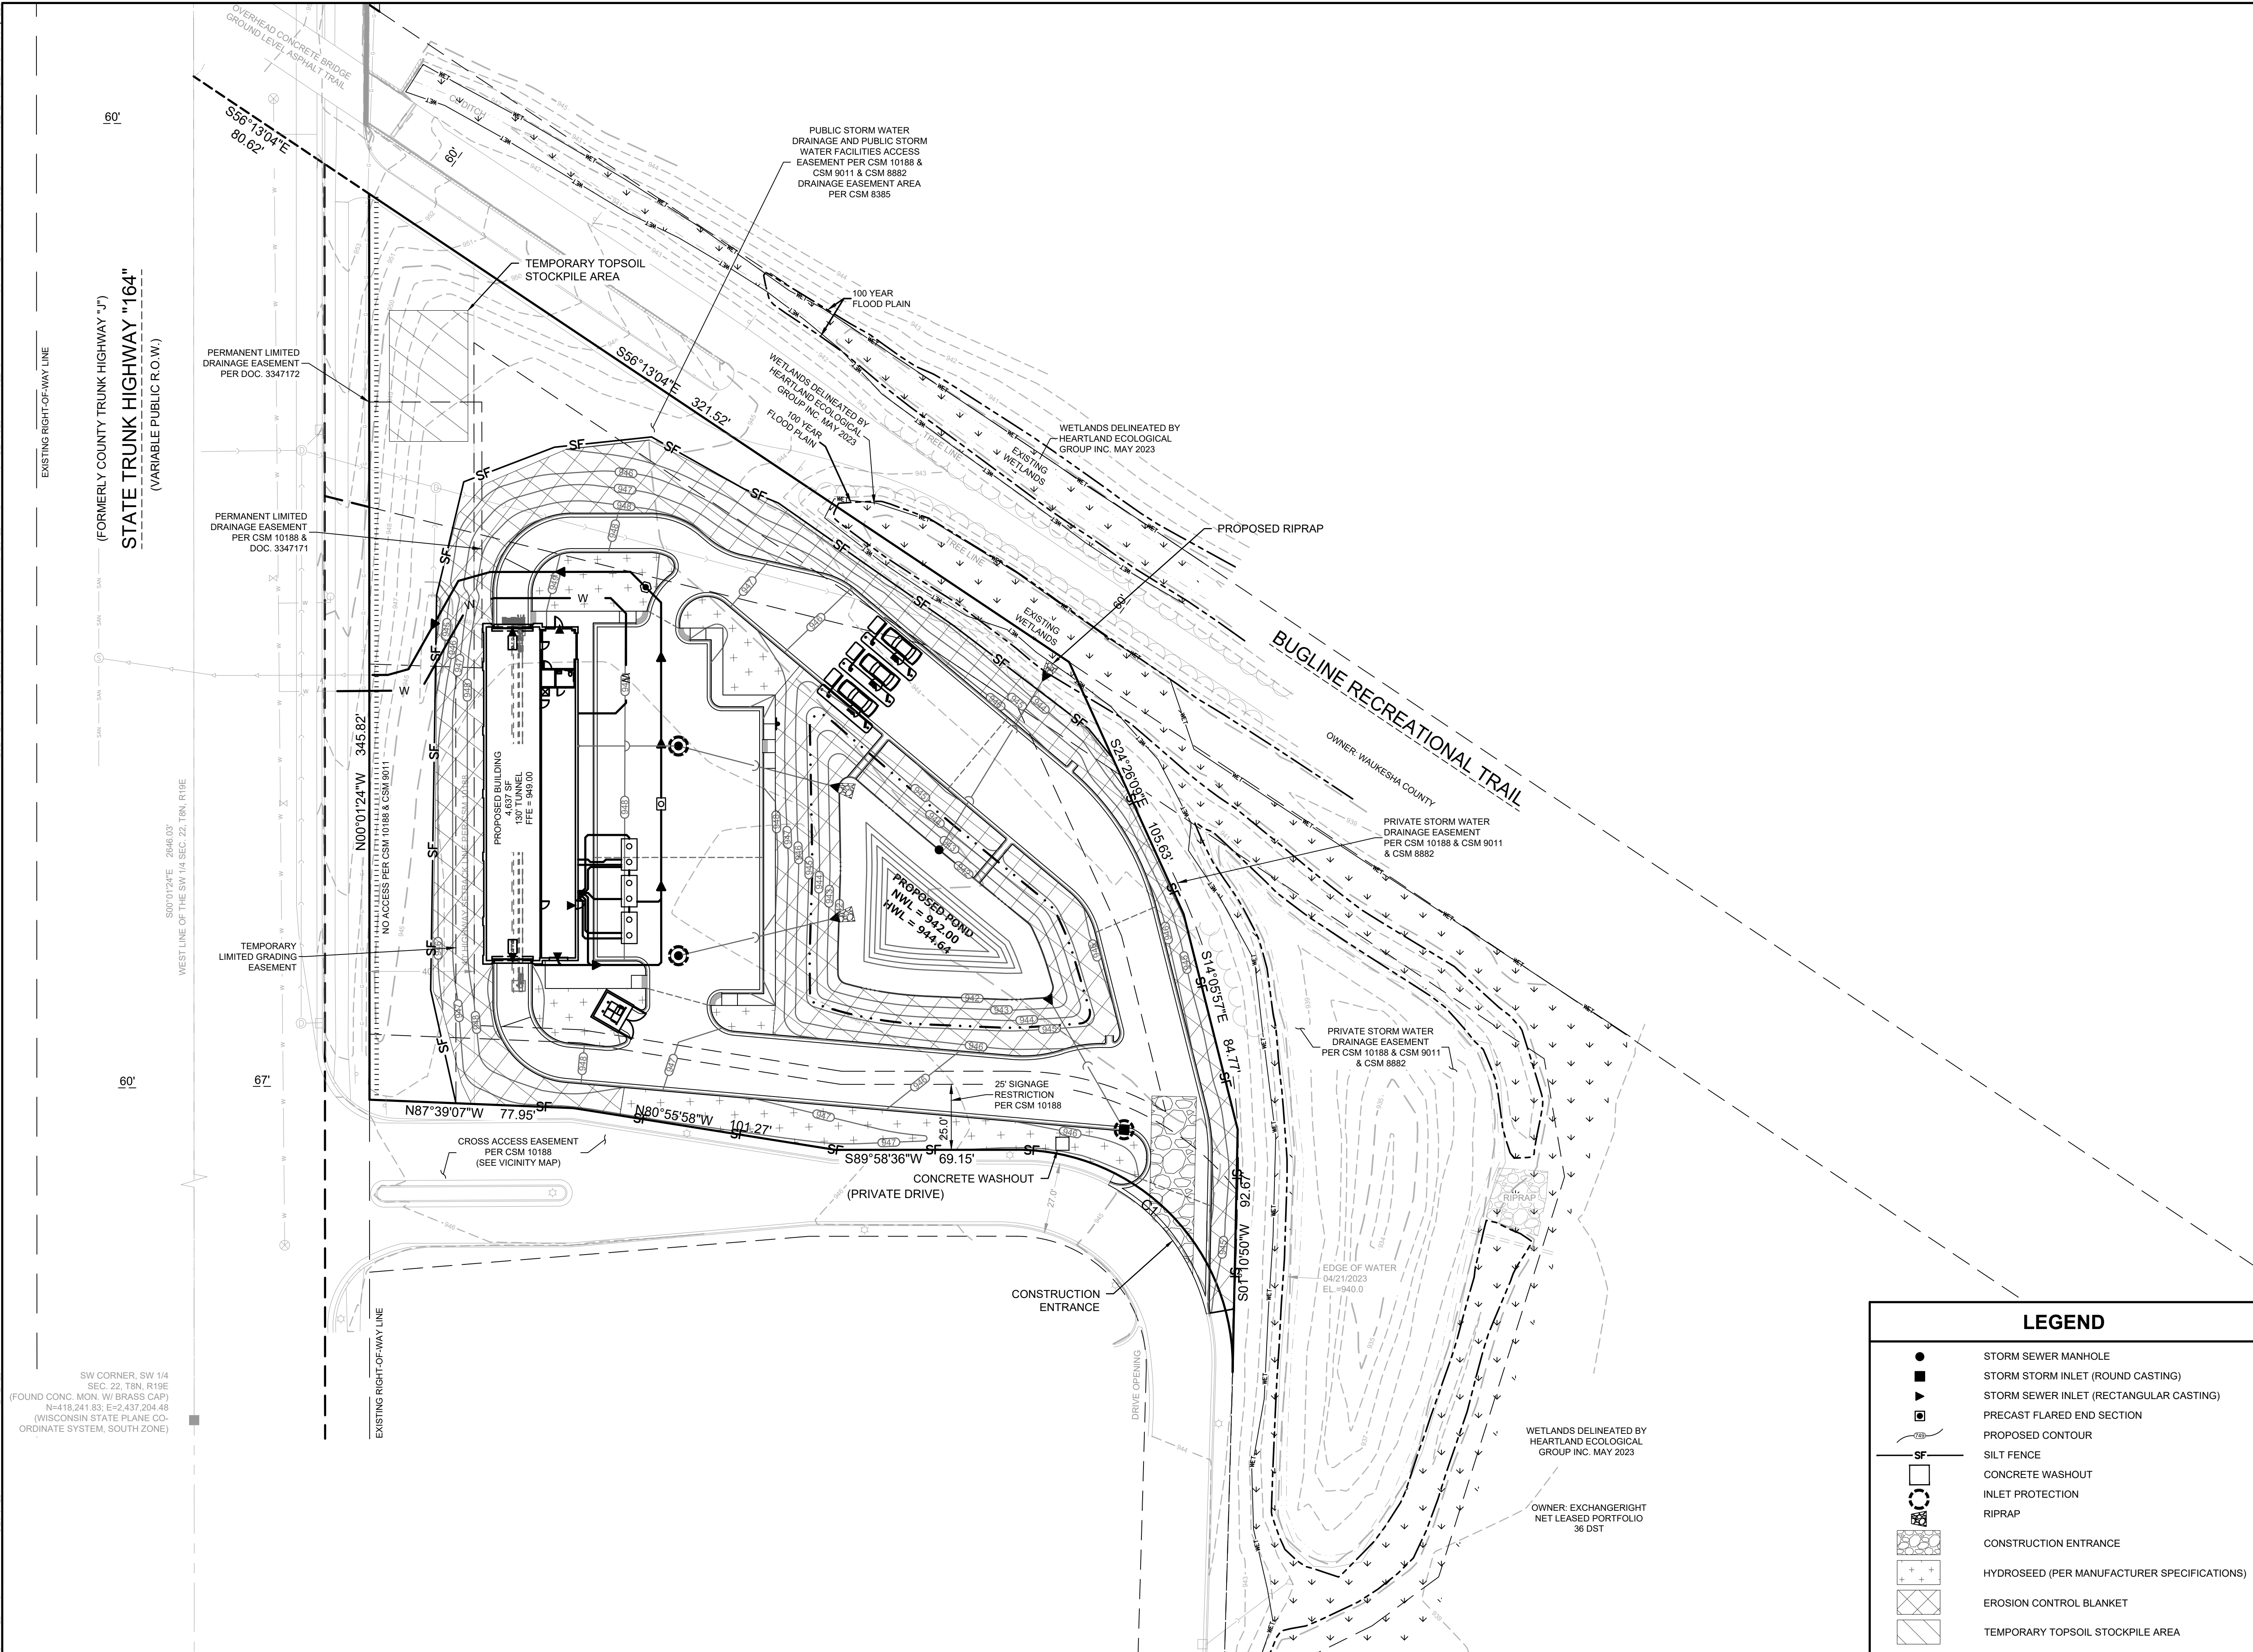 OVERHEAD CONCRETE BRIDGE
GROUND LEVEL ASPHALT TRAIL
60'
S56°13'04"E
80.62'
60'
PUBLIC STORM WATER
DRAINAGE AND PUBLIC STORM
WATER FACILITIES ACCESS
EASEMENT PER CSM 10188 &
CSM 9011 & CSM 8882
DRAINAGE EASEMENT AREA
PER CSM 8385
TEMPORARY TOPSOIL
STOCKPILE AREA
100 YEAR
FLOOD PLAIN
EXISTING RIGHT-OF-WAY LINE
(FORMERLY COUNTY TRUNK HIGHWAY "J")
STATE TRUNK HIGHWAY "164"
(VARIABLE PUBLIC R.O.W.)
PERMANENT LIMITED
DRAINAGE EASEMENT
PER DOC. 3347172
S56°13'04"E 321.52'
WETLANDS DELINEATED BY
HEARTLAND ECOLOGICAL
GROUP INC. MAY 2023
100 YEAR
FLOOD PLAIN
TREE LINE
EXISTING
WETLANDS
WETLANDS DELINEATED BY
HEARTLAND ECOLOGICAL
GROUP INC. MAY 2023
PERMANENT LIMITED
DRAINAGE EASEMENT
PER CSM 10188 &
DOC. 3347171
PROPOSED RIPRAP
TREE LINE
EXISTING
WETLANDS
60'
BUGLINE RECREATIONAL TRAIL
OWNER: WAUKESHA COUNTY
S00°01'24"E 2646.03'
WEST LINE OF THE SW 1/4 SEC. 22, T8N, R19E
N00°01'24"W 345.82'
NO ACCESS PER CSM 10188 & CSM 9011
PROPOSED BUILDING
4,637 SF
130' TUNNEL
FFE = 949.00
PROPOSED POND
NWL = 942.00
HWL = 944.64
S24°26'09"E 105.63'
PRIVATE STORM WATER
DRAINAGE EASEMENT
PER CSM 10188 & CSM 9011
& CSM 8882
TEMPORARY
LIMITED GRADING
EASEMENT
S14°05'57"E 84.77'
PRIVATE STORM WATER
DRAINAGE EASEMENT
PER CSM 10188 & CSM 9011
& CSM 8882
60'
67'
25' SIGNAGE
RESTRICTION
PER CSM 10188
25.0'
N87°39'07"W 77.95'
N80°55'58"W 101.27'
S89°58'36"W 69.15'
CROSS ACCESS EASEMENT
PER CSM 10188
(SEE VICINITY MAP)
CONCRETE WASHOUT
(PRIVATE DRIVE)
27.0'
C1
S01°10'50"W 92.67'
RIPRAP
EDGE OF WATER
04/21/2023
EL.=940.0
CONSTRUCTION
ENTRANCE
EXISTING RIGHT-OF-WAY LINE
DRIVE OPENING
SW CORNER, SW 1/4
SEC. 22, T8N, R19E
(FOUND CONC. MON. W/ BRASS CAP)
N=418,241.83; E=2,437,204.48
(WISCONSIN STATE PLANE CO-
ORDINATE SYSTEM, SOUTH ZONE)
WETLANDS DELINEATED BY
HEARTLAND ECOLOGICAL
GROUP INC. MAY 2023
OWNER: EXCHANGERIGHT
NET LEASED PORTFOLIO
36 DST
LEGEND
STORM SEWER MANHOLE
STORM STORM INLET (ROUND CASTING)
STORM SEWER INLET (RECTANGULAR CASTING)
PRECAST FLARED END SECTION
749 PROPOSED CONTOUR
SF SILT FENCE
CONCRETE WASHOUT
INLET PROTECTION
RIPRAP
CONSTRUCTION ENTRANCE
HYDROSEED (PER MANUFACTURER SPECIFICATIONS)
EROSION CONTROL BLANKET
TEMPORARY TOPSOIL STOCKPILE AREA